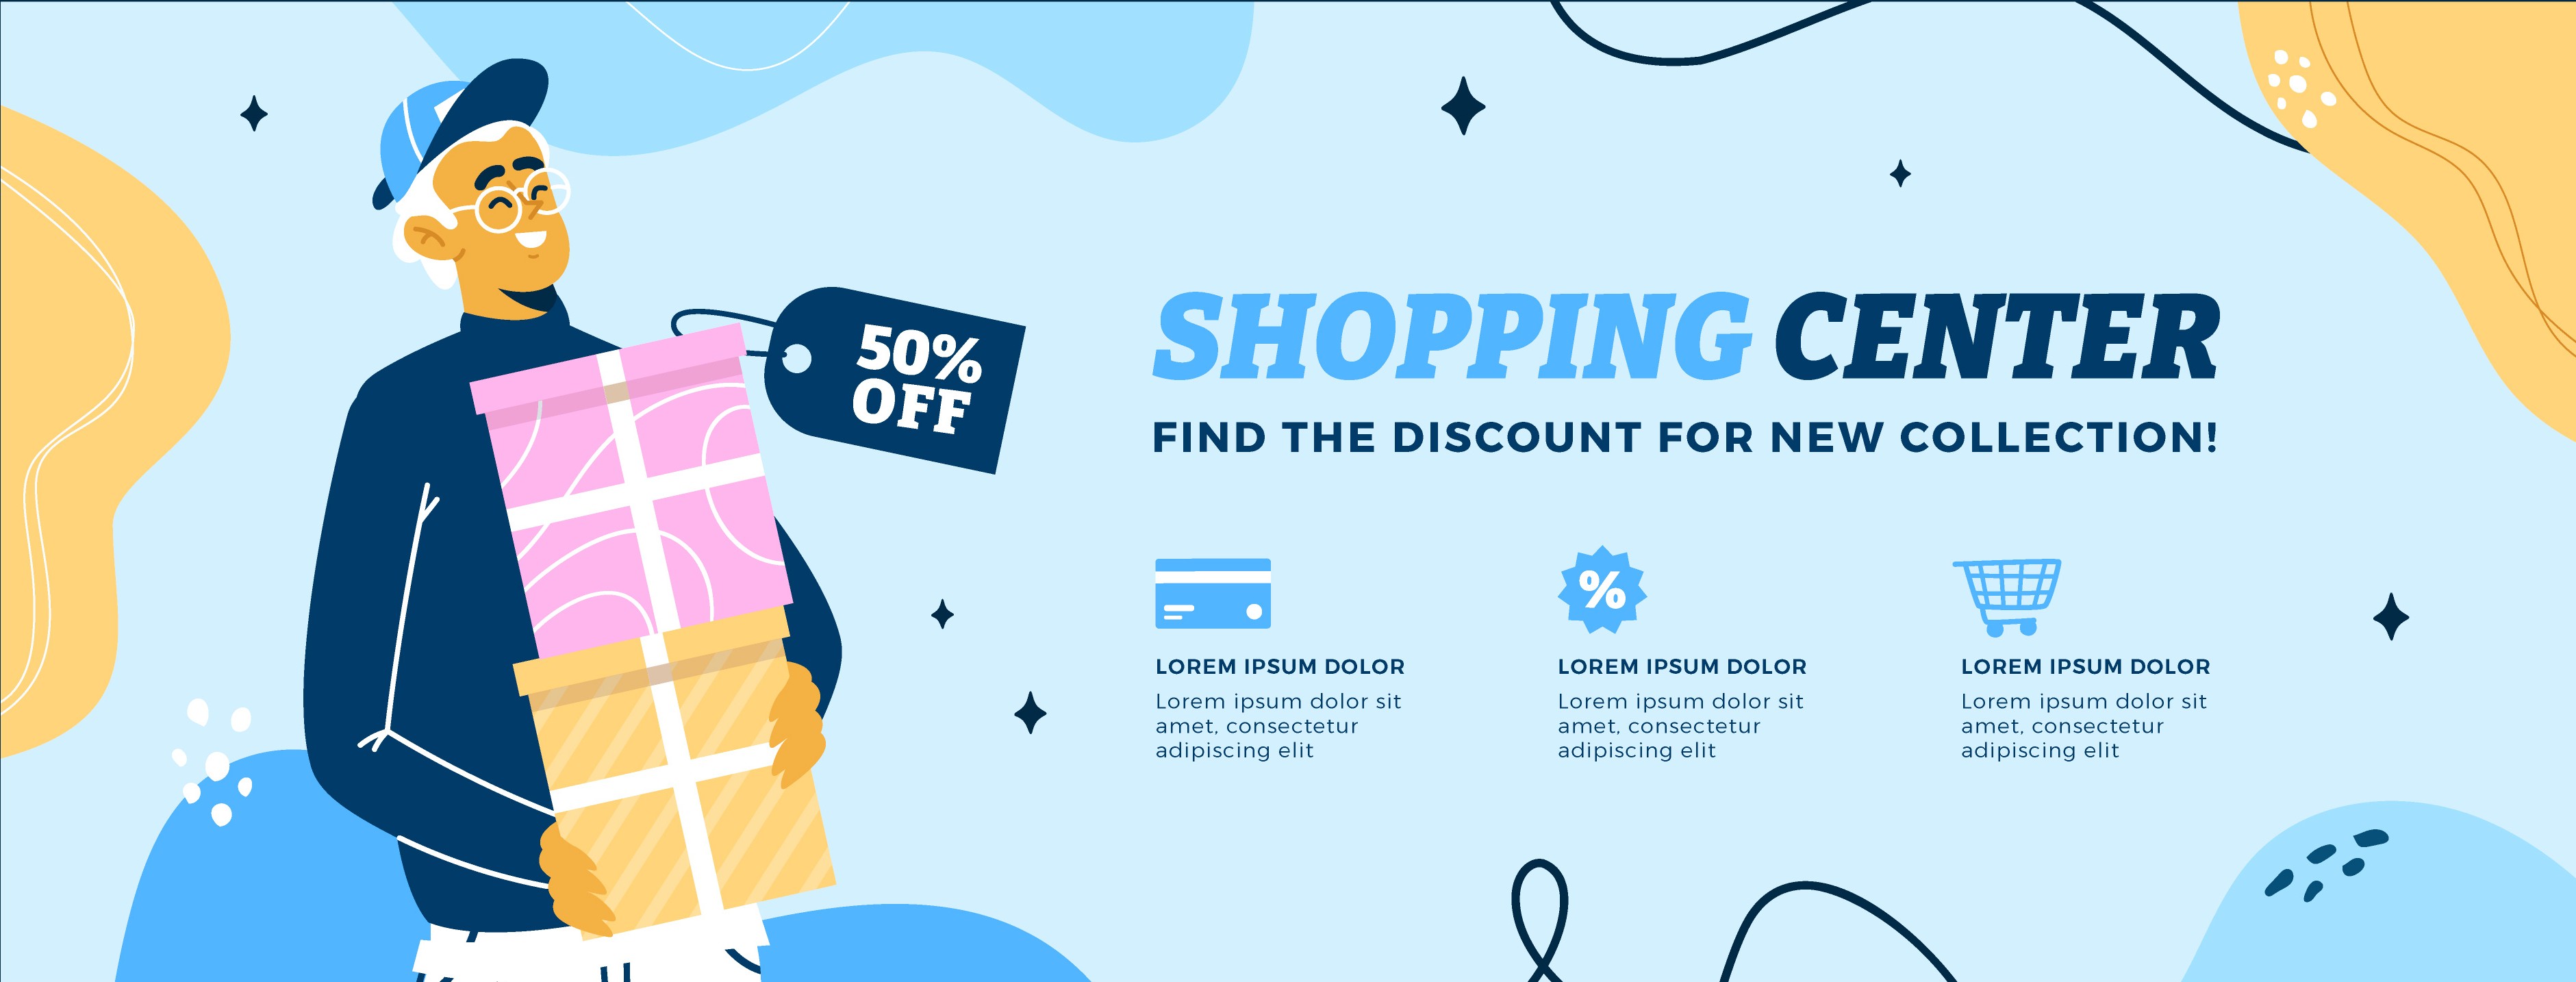 50%
OFF
SHOPPING CENTER
FIND THE DISCOUNT FOR NEW COLLECTION!
%
LOREM IPSUM DOLOR
Lorem ipsum dolor sit
amet, consectetur
adipiscing elit
LOREM IPSUM DOLOR
Lorem ipsum dolor sit
amet, consectetur
adipiscing elit
LOREM IPSUM DOLOR
Lorem ipsum dolor sit
amet, consectetur
adipiscing elit